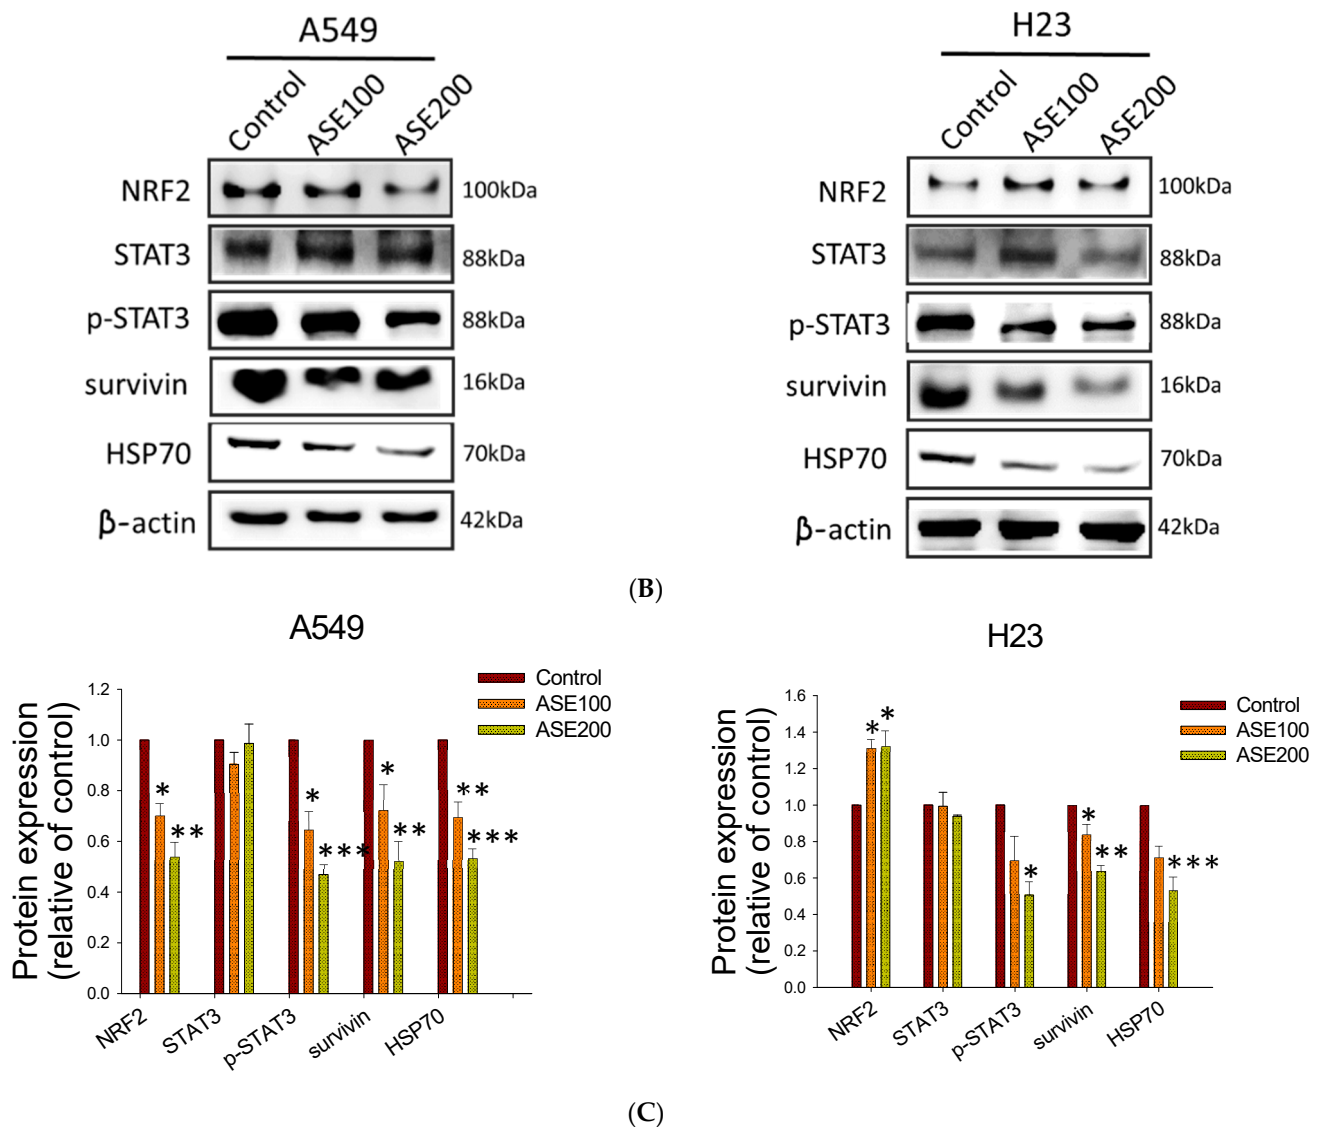 A549
Control ASE100 ASE200
NRF2 100kDa
STAT3 88kDa
p-STAT3 88kDa
survivin 16kDa
HSP70 70kDa
β-actin 42kDa
H23
Control ASE100 ASE200
NRF2 100kDa
STAT3 88kDa
p-STAT3 88kDa
survivin 16kDa
HSP70 70kDa
β-actin 42kDa
(B)
A549
Control
ASE100
ASE200
Protein expression
(relative of control)
1.2
1.0
0.8
0.6
0.4
0.2
0.0
* ** * *** * ** ** ***
NRF2 STAT3 p-STAT3 survivin HSP70
H23
Control
ASE100
ASE200
Protein expression
(relative of control)
1.6
1.4
1.2
1.0
0.8
0.6
0.4
0.2
0.0
* * * * ** ***
NRF2 STAT3 p-STAT3 survivin HSP70
(C)